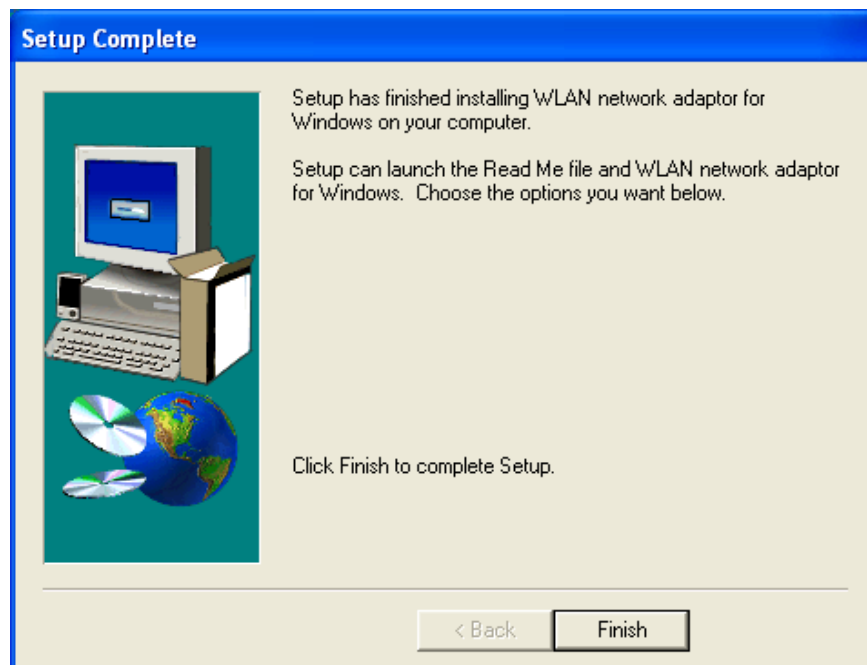 Setup Complete
Setup has finished installing WLAN network adaptor for
Windows on your computer.
Setup can launch the Read Me file and WLAN network adaptor
for Windows.  Choose the options you want below.
Click Finish to complete Setup.
< Back
Finish